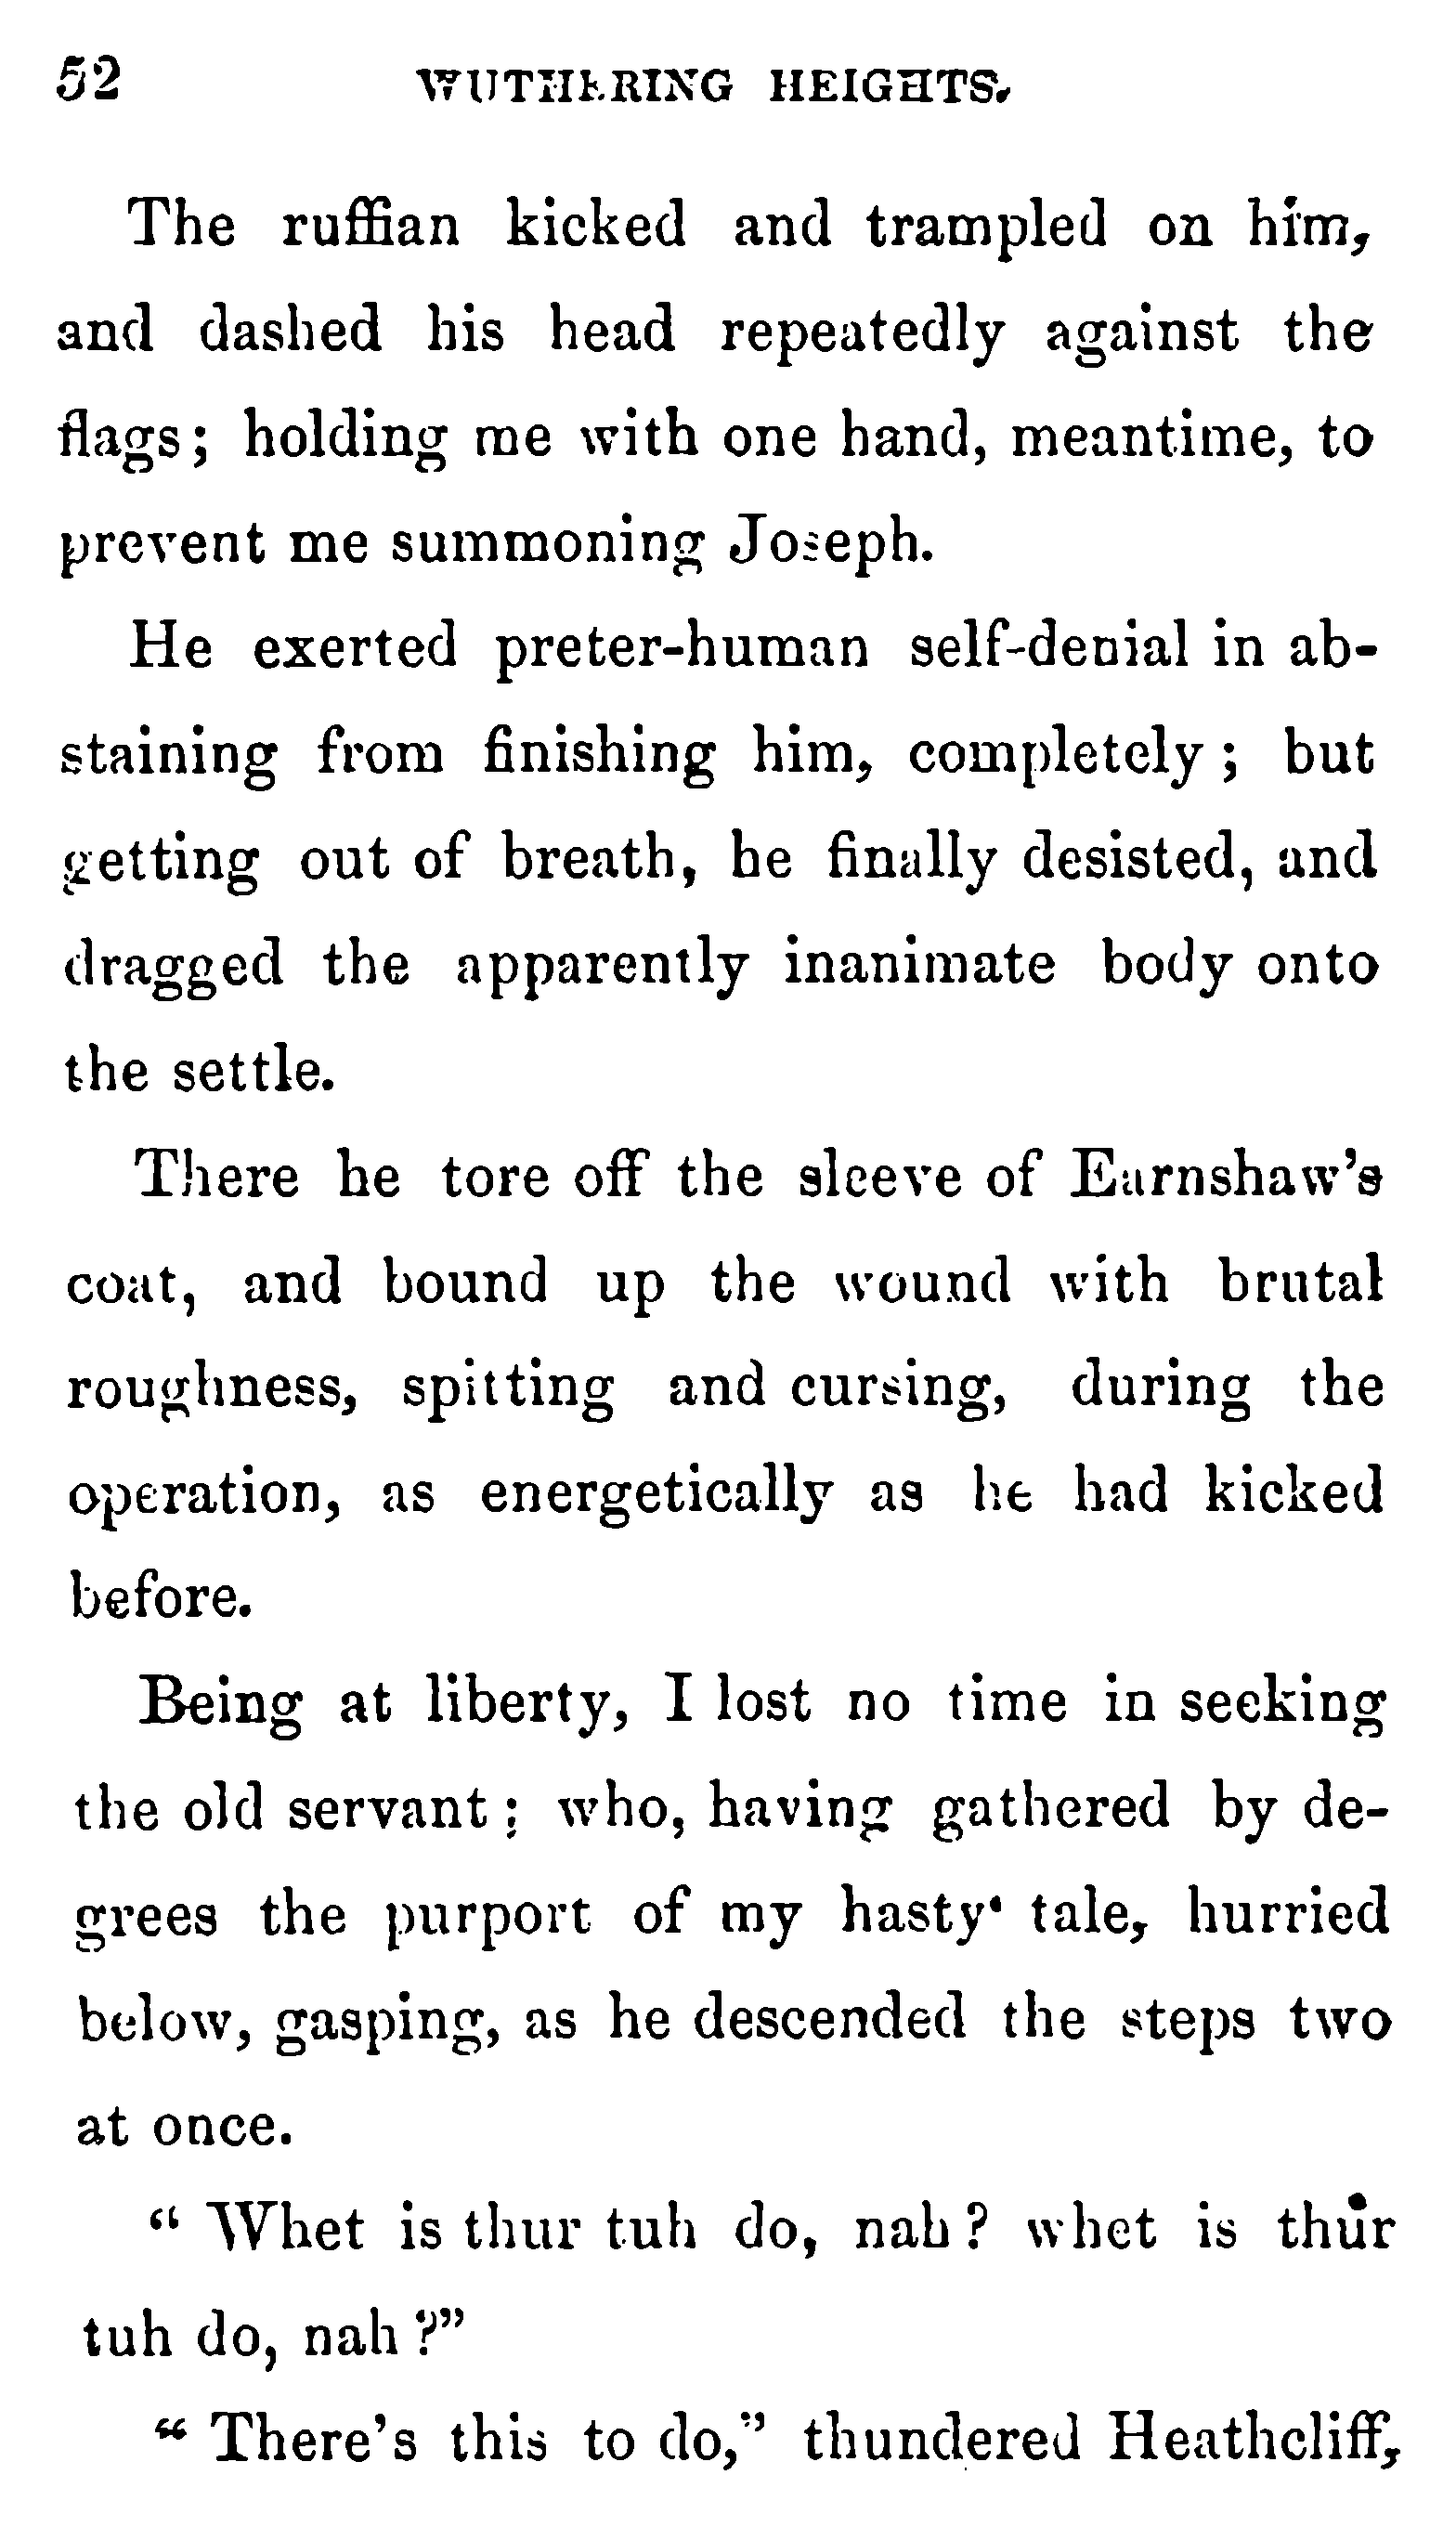 52 WUTHERING HEIGHTS.
The ruffian kicked and trampled on him,
and dashed his head repeatedly against the
flags; holding me with one hand, meantime, to
prevent me summoning Joseph.
He exerted preter-human self-denial in ab-
staining from finishing him, completely; but
getting out of breath, he finally desisted, and
dragged the apparently inanimate body onto
the settle.
There he tore off the sleeve of Earnshaw's
coat, and bound up the wound with brutal
roughness, spitting and cursing, during the
operation, as energetically as he had kicked
before.
Being at liberty, I lost no time in seeking
the old servant; who, having gathered by de-
grees the purport of my hasty tale, hurried
below, gasping, as he descended the steps two
at once.
" Whet is thur tuh do, nah? whet is thur
tuh do, nah?"
" There's this to do," thundered Heathcliff,